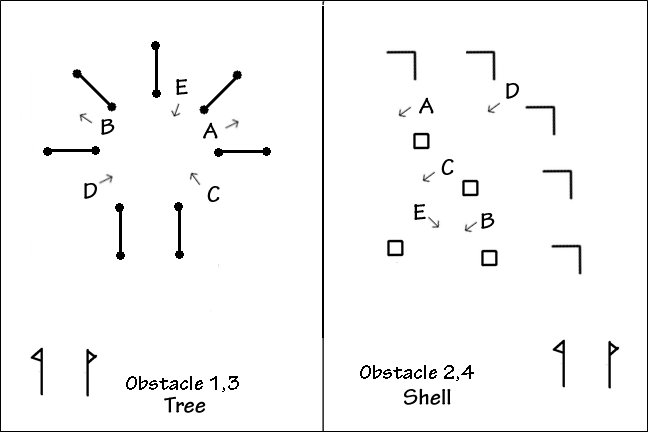 E
B
A
D
C
Obstacle 1,3
Tree
D
A
C
E
B
Obstacle 2,4
Shell